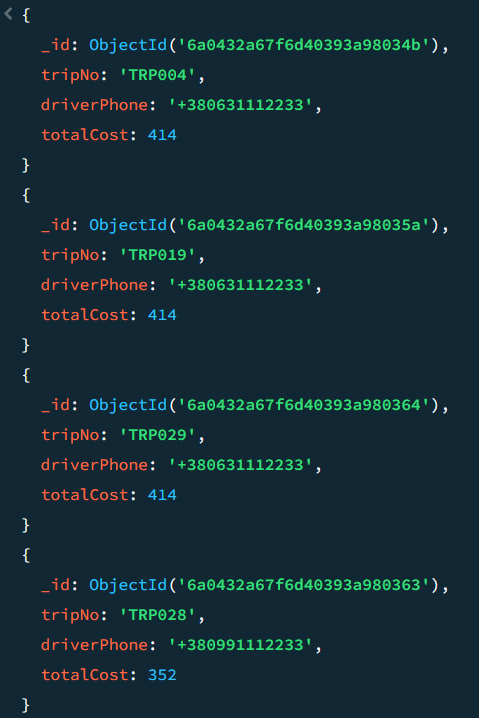 {
_id: ObjectId('6a0432a67f6d40393a98034b'),
tripNo: 'TRP004',
driverPhone: '+380631112233',
totalCost: 414
}
{
_id: ObjectId('6a0432a67f6d40393a98035a'),
tripNo: 'TRP019',
driverPhone: '+380631112233',
totalCost: 414
}
{
_id: ObjectId('6a0432a67f6d40393a980364'),
tripNo: 'TRP029',
driverPhone: '+380631112233',
totalCost: 414
}
{
_id: ObjectId('6a0432a67f6d40393a980363'),
tripNo: 'TRP028',
driverPhone: '+380991112233',
totalCost: 352
}